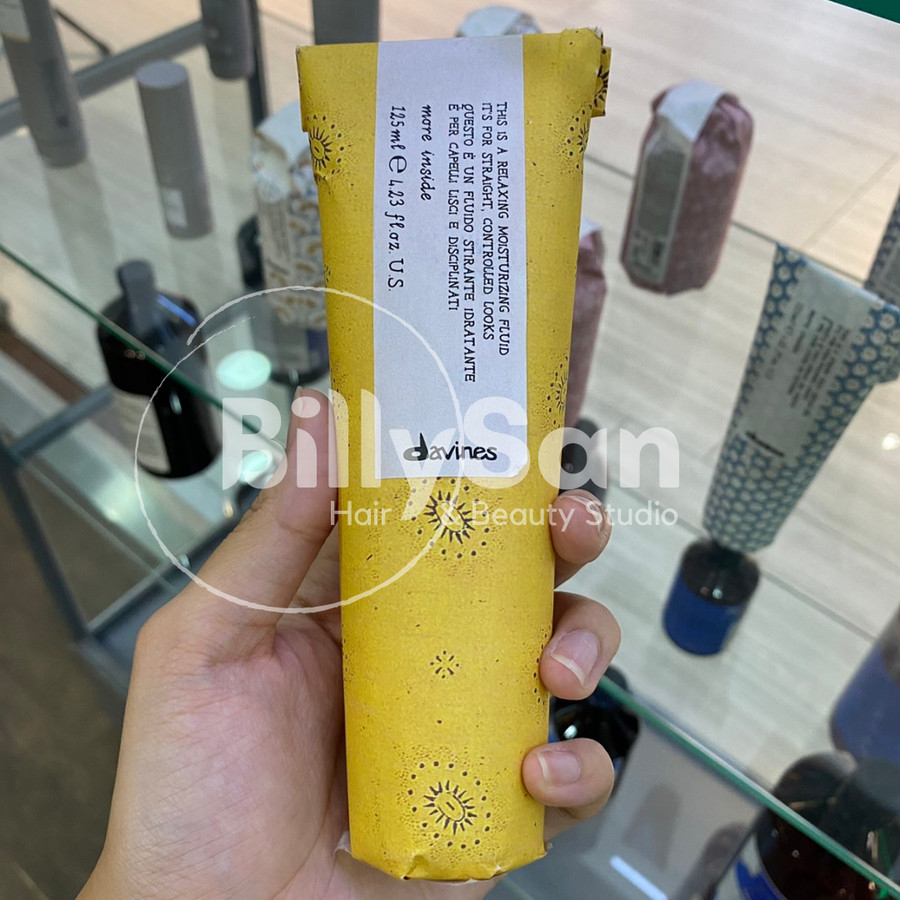 THIS IS A RELAXING MOISTURIZING FLUID
IT'S FOR STRAIGHT, CONTROLLED LOOKS
QUESTO È UN FLUIDO STIRANTE IDRATANTE
È PER CAPELLI LISCI E DISCIPLINATI
more inside
125 ml ℮ 4.23 fl.oz. U.S.
davines
BillySan
Hair & Beauty Studio